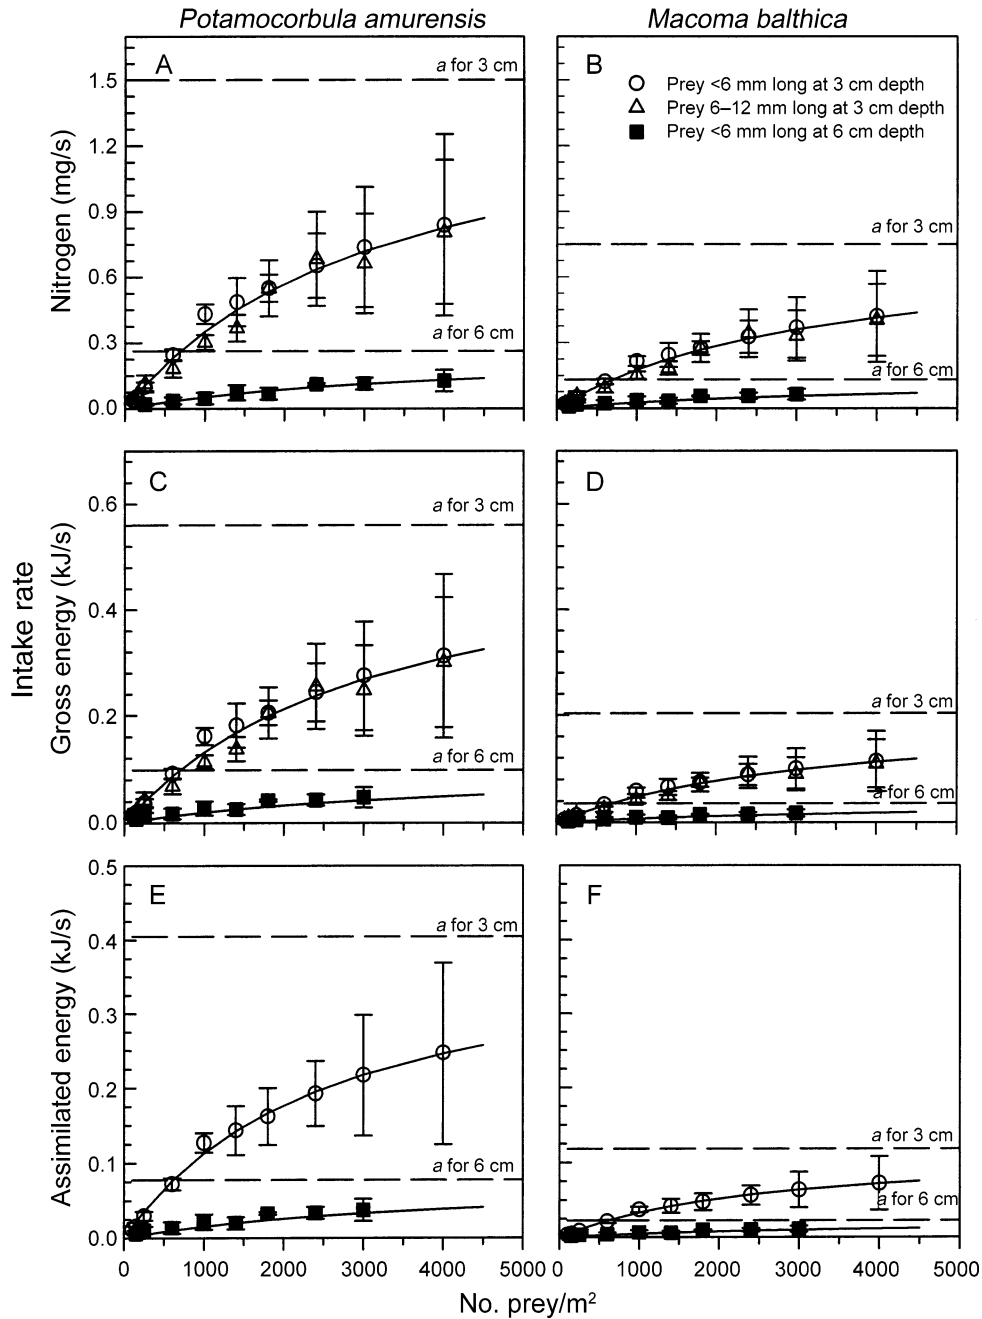 Potamocorbula amurensis
Macoma balthica
A
a for 3 cm
1.5
1.2
0.9
0.6
0.3
0.0
Nitrogen (mg/s)
a for 6 cm
B
Prey <6 mm long at 3 cm depth
Prey 6–12 mm long at 3 cm depth
Prey <6 mm long at 6 cm depth
a for 3 cm
a for 6 cm
Intake rate
C
a for 3 cm
0.6
0.4
0.2
0.0
Gross energy (kJ/s)
a for 6 cm
D
a for 3 cm
a for 6 cm
E
a for 3 cm
0.5
0.4
0.3
0.2
0.1
0.0
Assimilated energy (kJ/s)
a for 6 cm
0 1000 2000 3000 4000
F
a for 3 cm
a for 6 cm
50000 1000 2000 3000 4000 5000
No. prey/m²